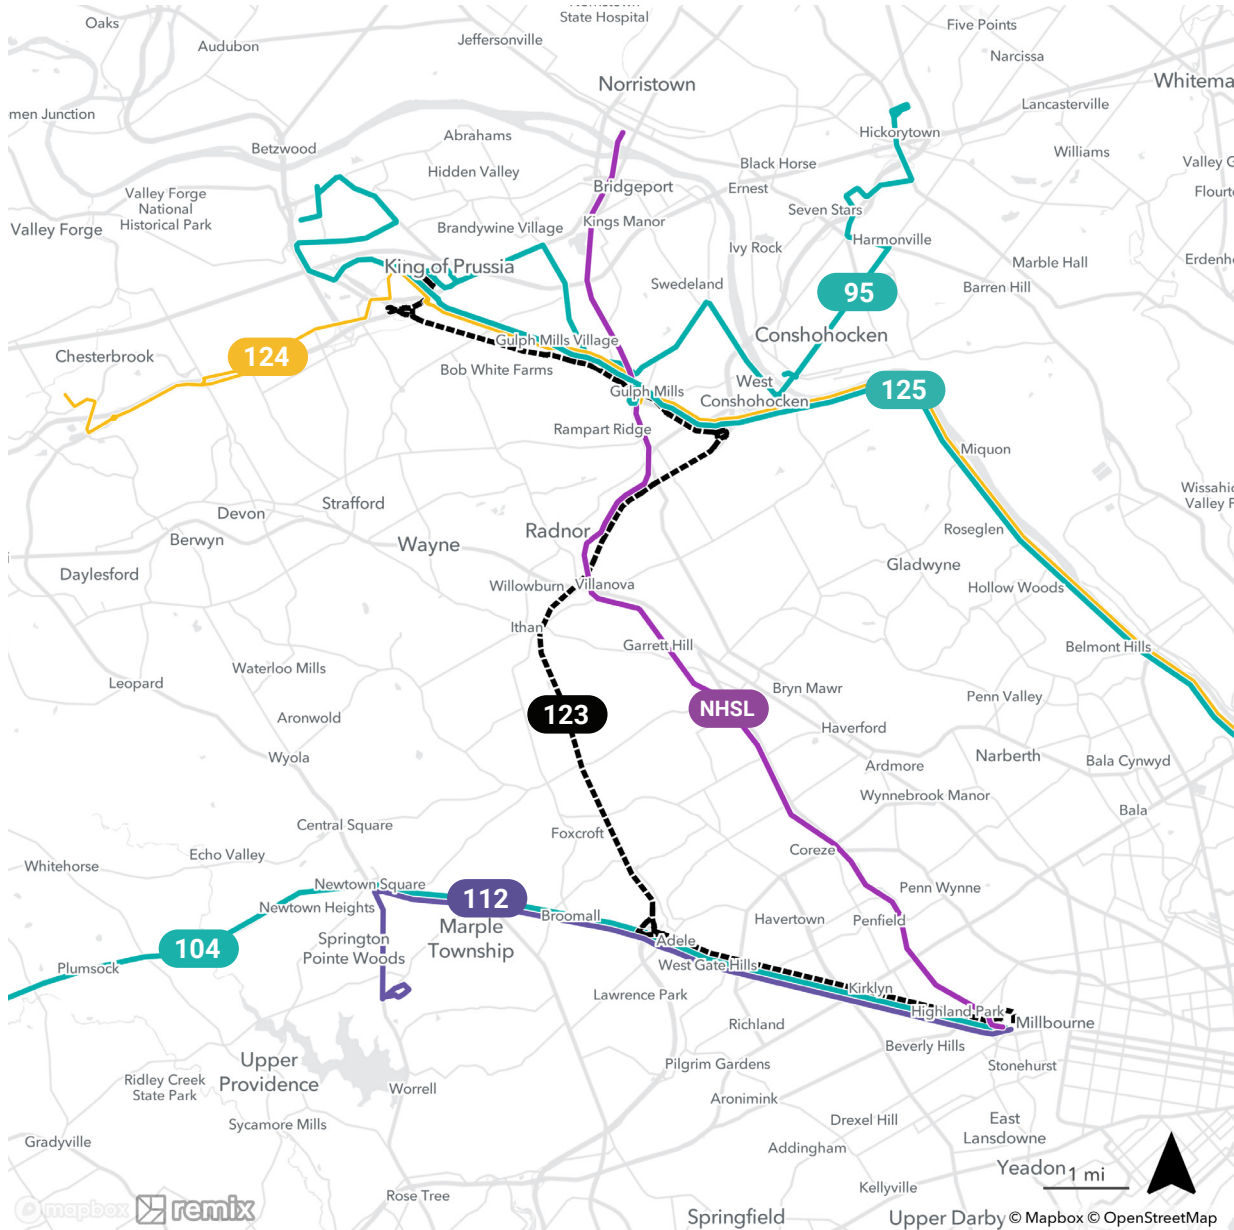 State Hospital
Oaks
Five Points
Jeffersonville
Audubon
Narcissa
Norristown
Whitema
Lancasterville
men Junction
Hickorytown
Abrahams
Betzwood
Williams
Black Horse
Valley G
Hidden Valley
Bridgeport
Ernest
Valley Forge
National
Historical Park
Flourt
Seven Stars
Kings Manor
Brandywine Village
Valley Forge
Harmonville
Ivy Rock
Marble Hall
Erdenh
King of Prussia
Swedeland
Barren Hill
95
Conshohocken
Gulph Mills Village
Chesterbrook
124
Bob White Farms
West
Conshohocken
Gulph Mills
125
Rampart Ridge
Miquon
Wissahic
Valley F
Strafford
Devon
Radnor
Roseglen
Berwyn
Wayne
Gladwyne
Daylesford
Willowburn
Villanova
Hollow Woods
Ithan
Garrett Hill
Belmont Hills
Waterloo Mills
Leopard
Bryn Mawr
Penn Valley
123
NHSL
Aronwold
Haverford
Wyola
Narberth
Bala Cynwyd
Ardmore
Wynnebrook Manor
Bala
Central Square
Foxcroft
Coreze
Echo Valley
Whitehorse
Newtown Square
Penn Wynne
112
Newtown Heights
Broomall
Havertown
Penfield
Marple
Township
104
Springton
Pointe Woods
Adele
Plumsock
West Gate Hills
Kirklyn
Lawrence Park
Highland Park
Millbourne
Richland
Beverly Hills
Upper
Providence
Pilgrim Gardens
Stonehurst
Ridley Creek
State Park
Worrell
Aronimink
Sycamore Mills
Drexel Hill
East
Lansdowne
Gradyville
Addingham
Yeadon
1 mi
Rose Tree
Kellyville
mapbox
remix
Springfield
Upper Darby
© Mapbox © OpenStreetMap